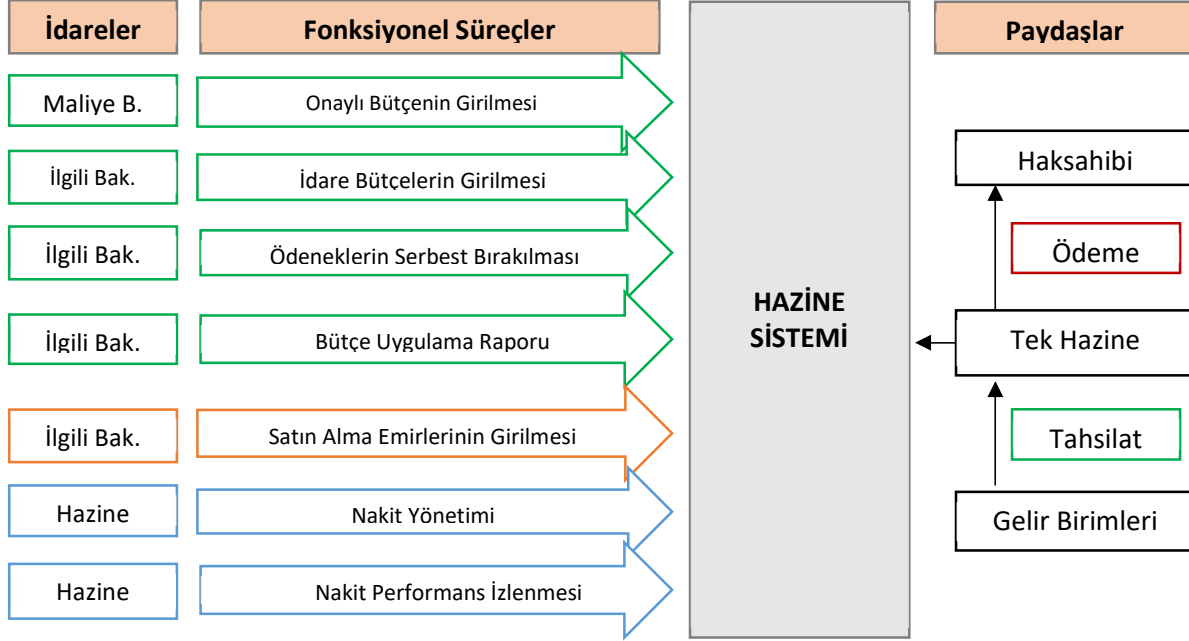 İdareler
Fonksiyonel Süreçler
Paydaşlar
Maliye B.
Onaylı Bütçenin Girilmesi
İlgili Bak.
İdare Bütçelerin Girilmesi
İlgili Bak.
Ödeneklerin Serbest Bırakılması
İlgili Bak.
Bütçe Uygulama Raporu
İlgili Bak.
Satın Alma Emirlerinin Girilmesi
Hazine
Nakit Yönetimi
Hazine
Nakit Performans İzlenmesi
HAZİNE
SİSTEMİ
Haksahibi
Ödeme
Tek Hazine
Tahsilat
Gelir Birimleri